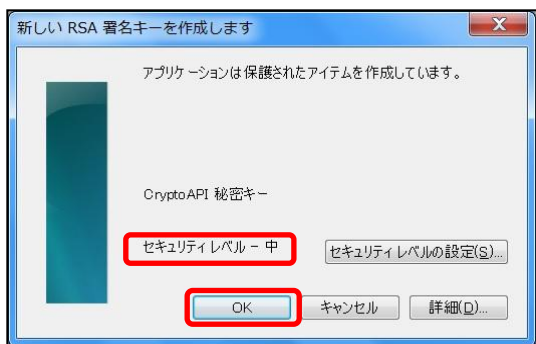 新しい RSA 署名キーを作成します
アプリケーションは保護されたアイテムを作成しています。
CryptoAPI 秘密キー
セキュリティレベル - 中
セキュリティ レベルの設定(S)...
OK
キャンセル
詳細(D)...